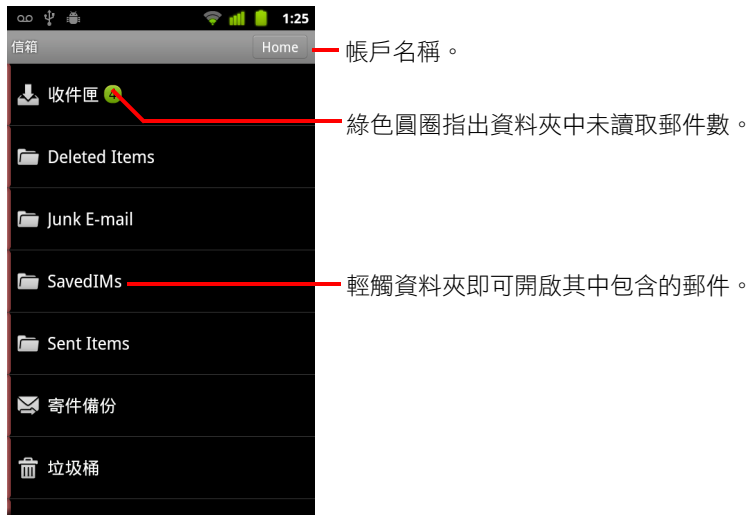 1:25
信箱 Home
帳戶名稱。
收件匣 4
綠色圓圈指出資料夾中未讀取郵件數。
Deleted Items
Junk E-mail
SavedIMs
輕觸資料夾即可開啟其中包含的郵件。
Sent Items
寄件備份
垃圾桶